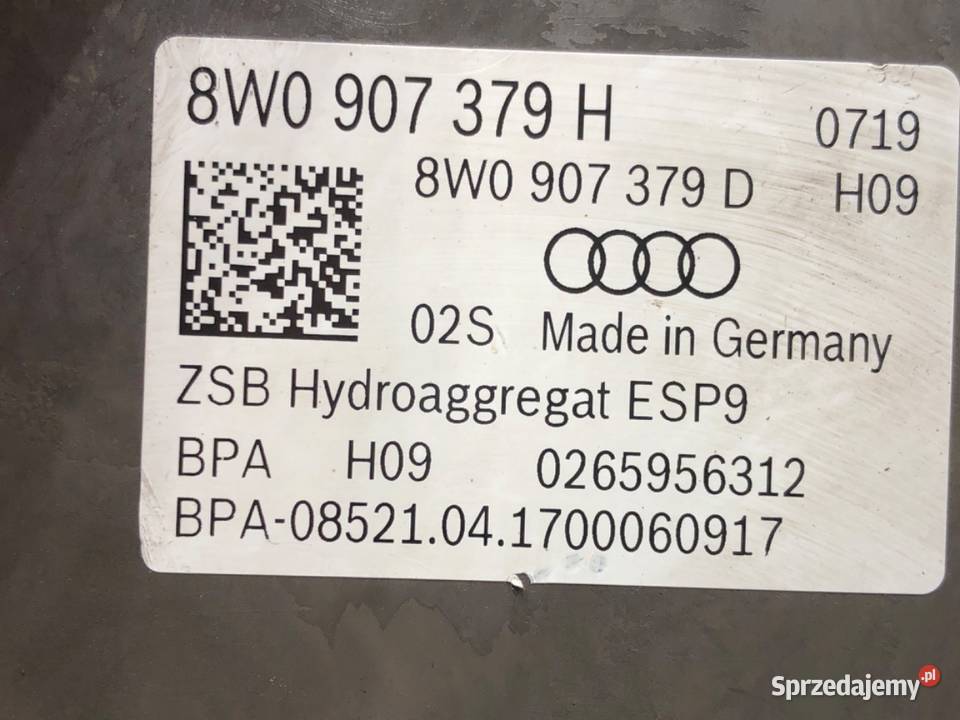 8W0 907 379 H 0719
8W0 907 379 D H09
02S Made in Germany
ZSB Hydroaggregat ESP9
BPA H09 0265956312
BPA-08521.04.1700060917
Sprzedajemy.pl